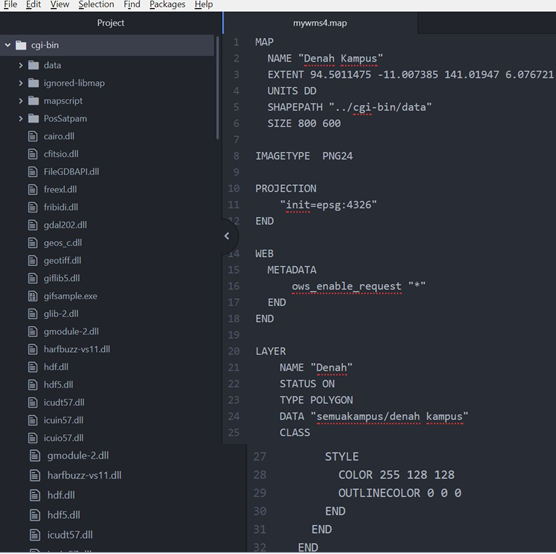 File Edit View Selection Find Packages Help
Project
mywms4.map
cgi-bin
data
ignored-libmap
mapscript
PosSatpam
cairo.dll
cfitsio.dll
FileGDBAPI.dll
freexl.dll
fribidi.dll
gdal202.dll
geos_c.dll
geotiff.dll
giflib5.dll
gifsample.exe
glib-2.dll
gmodule-2.dll
harfbuzz-vs11.dll
hdf.dll
hdf5.dll
icudt57.dll
icuin57.dll
icuio57.dll
gmodule-2.dll
harfbuzz-vs11.dll
hdf.dll
hdf5.dll
icudt57.dll
1 MAP
2 NAME "Denah Kampus"
3 EXTENT 94.5011475 -11.007385 141.01947 6.076721
4 UNITS DD
5 SHAPEPATH "../cgi-bin/data"
6 SIZE 800 600
7
8 IMAGETYPE PNG24
9
10 PROJECTION
11 "init=epsg:4326"
12 END
14 WEB
15 METADATA
16 ows_enable_request "*"
17 END
18 END
19
20 LAYER
21 NAME "Denah"
22 STATUS ON
23 TYPE POLYGON
24 DATA "semuakampus/denah kampus"
25 CLASS
27 STYLE
28 COLOR 255 128 128
29 OUTLINECOLOR 0 0 0
30 END
31 END
32 END